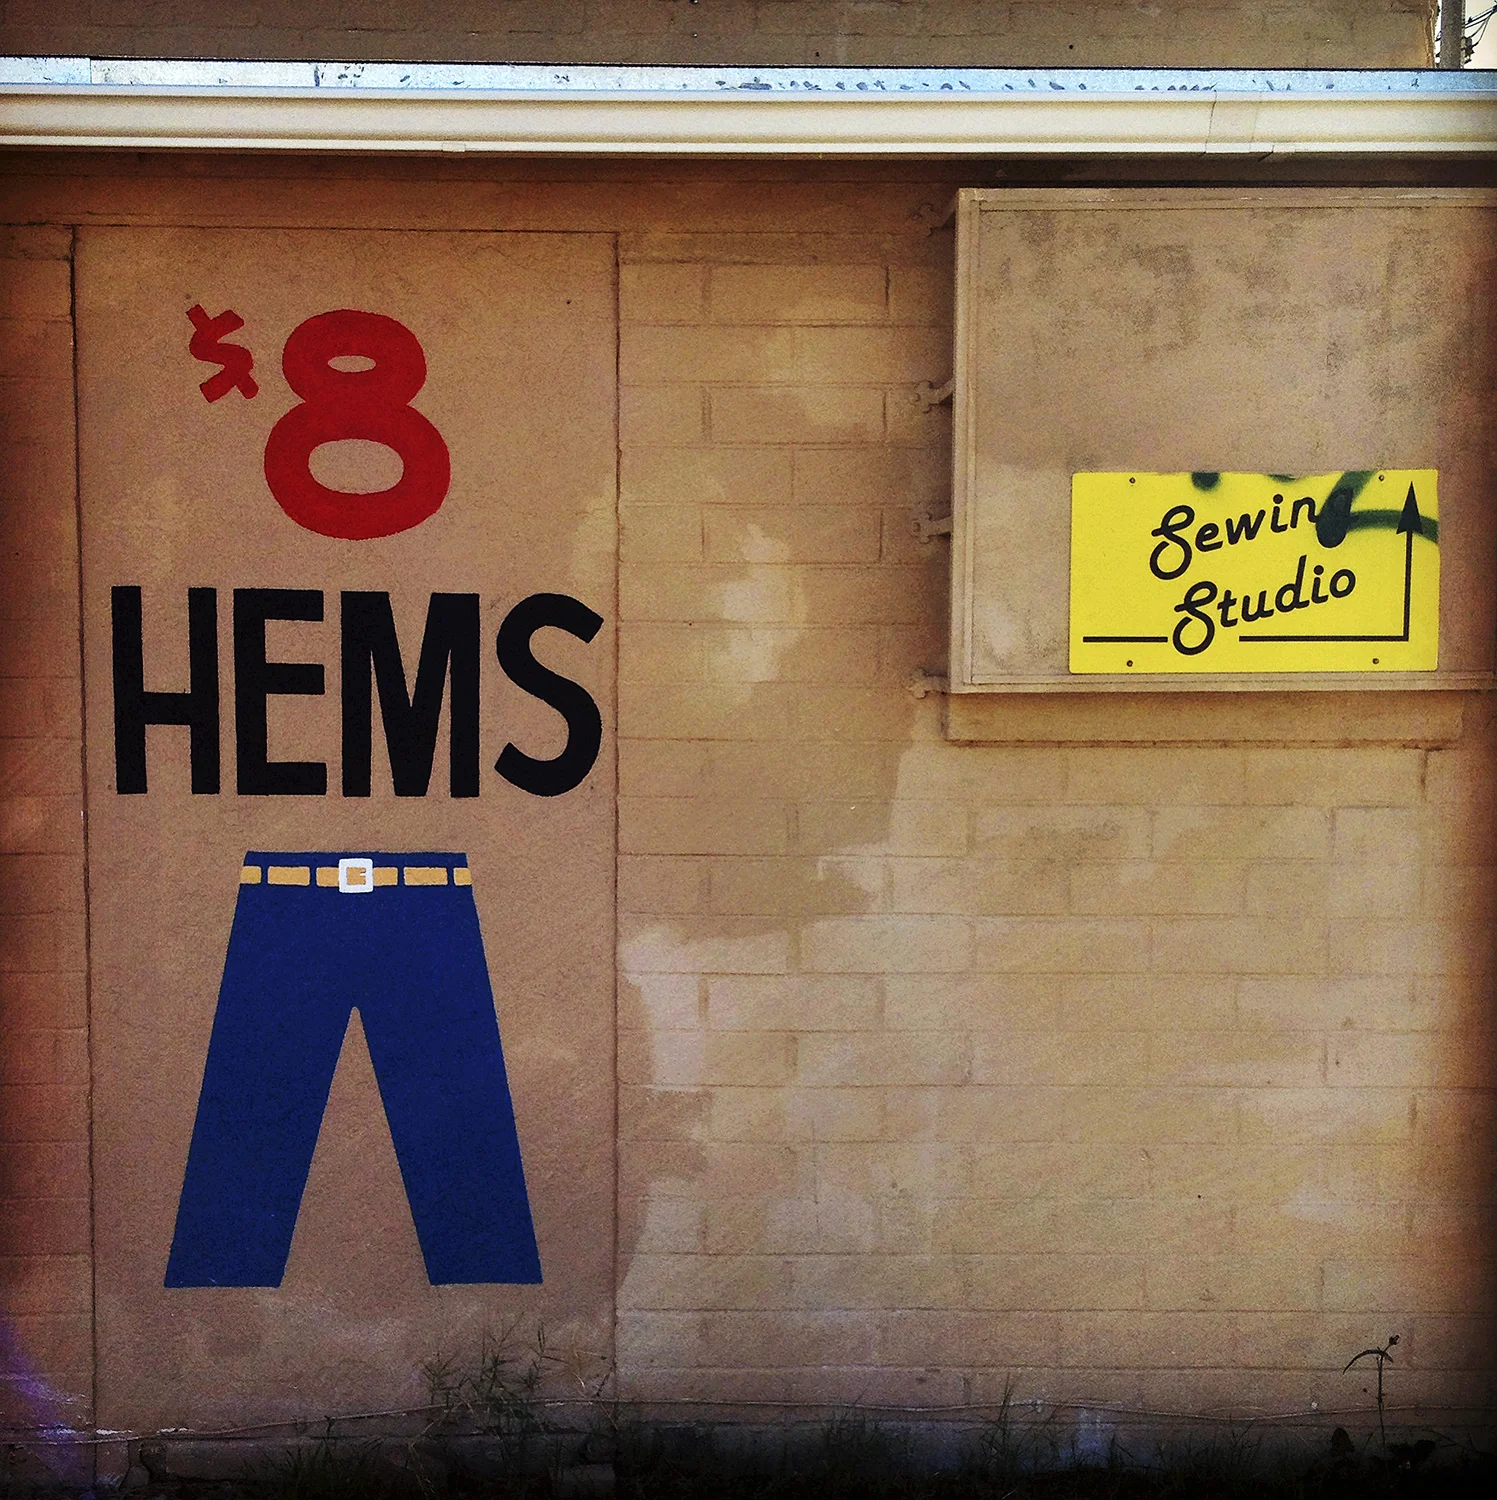 $8
HEMS
Sewing
Studio